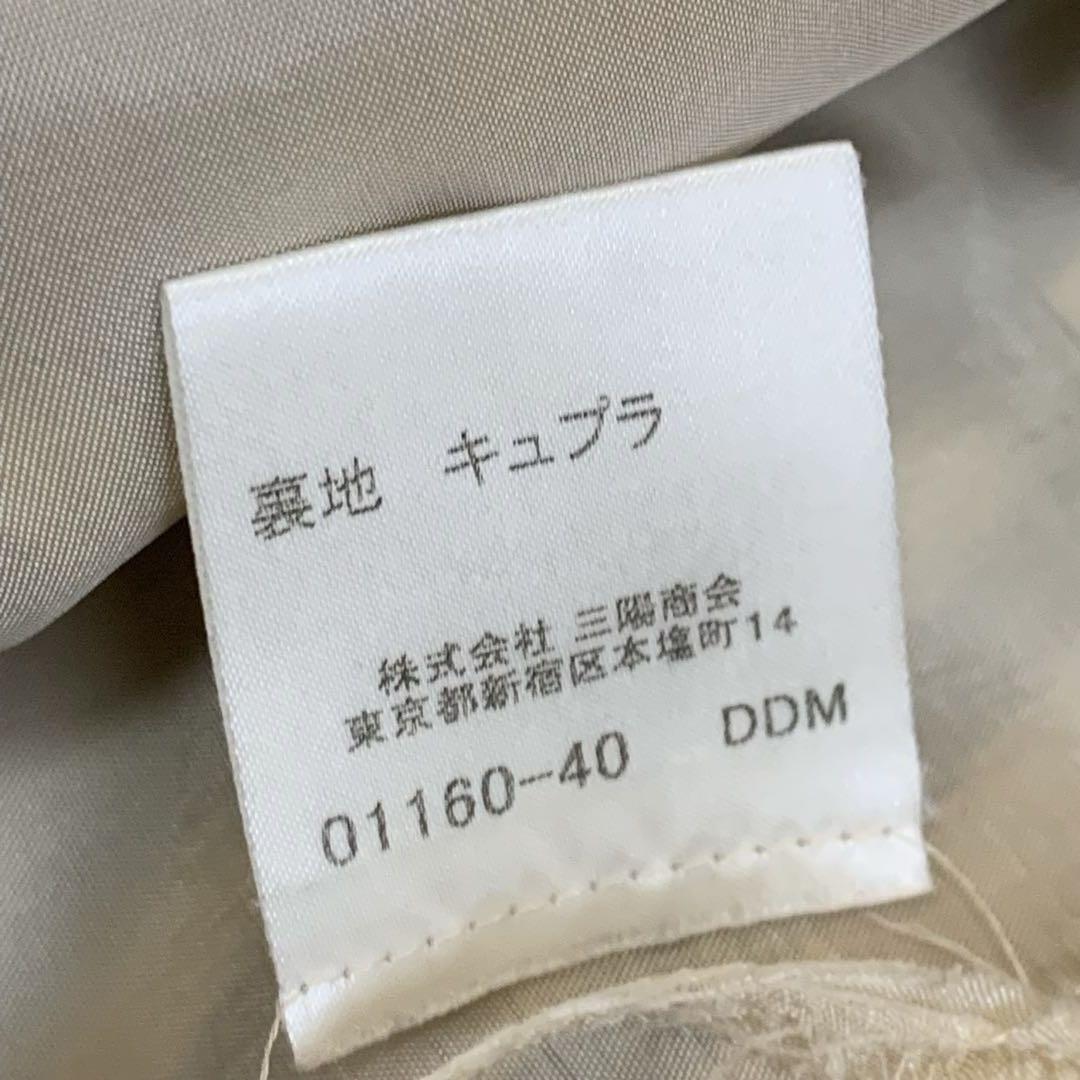 裏地　キュプラ
株式会社 三陽商会
東京都新宿区本塩町14
01160-40　DDM